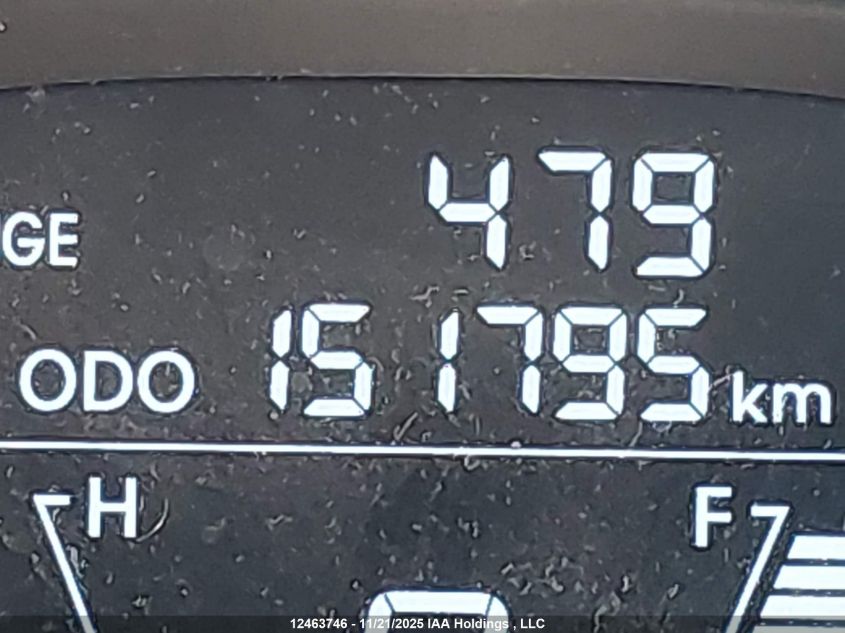 GE 479
ODO 151795 km
H F
12463746 - 11/21/2025 IAA Holdings , LLC